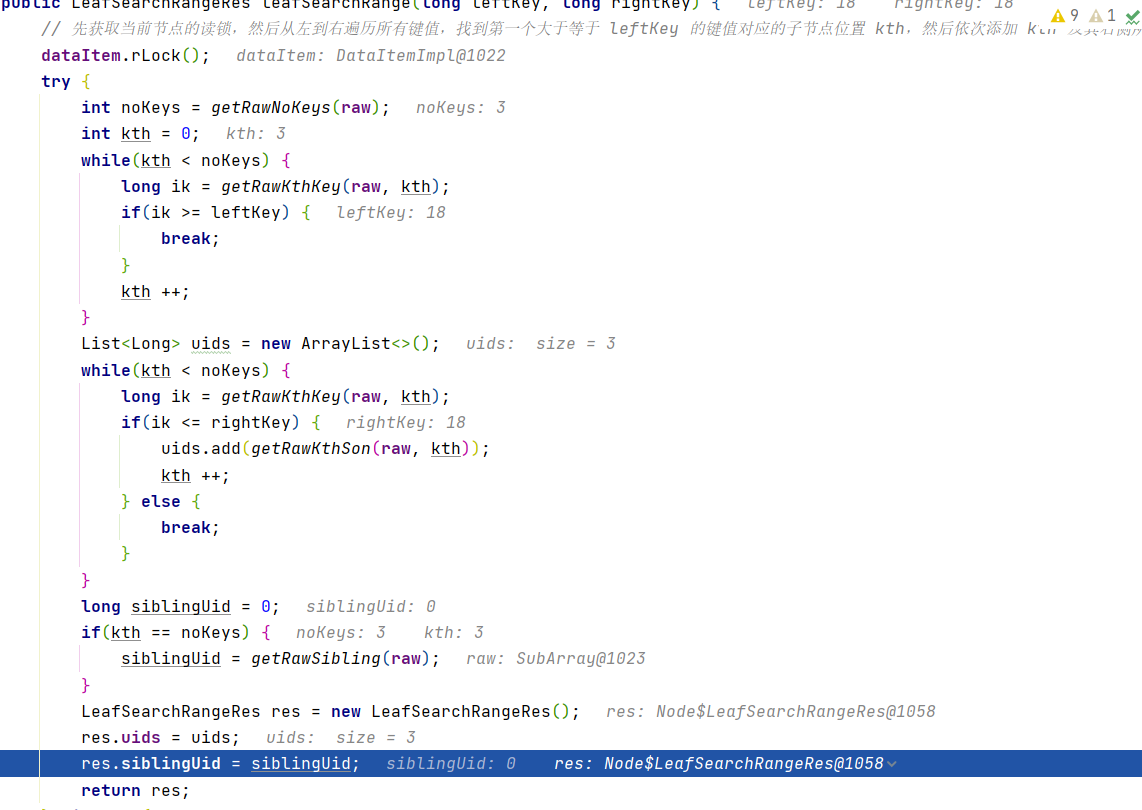 public LeafSearchRangeRes leafSearchRange(long leftKey, long rightKey) { leftKey: 18 rightKey: 18
// 先获取当前节点的读锁，然后从左到右遍历所有键值，找到第一个大于等于 leftKey 的键值对应的子节点位置 kth，然后依次添加 kth 及其右侧所
9 1
dataItem.rLock(); dataItem: DataItemImpl@1022
try {
int noKeys = getRawNoKeys(raw); noKeys: 3
int kth = 0; kth: 3
while(kth < noKeys) {
long ik = getRawKthKey(raw, kth);
if(ik >= leftKey) { leftKey: 18
break;
}
kth ++;
}
List<Long> uids = new ArrayList<>(); uids: size = 3
while(kth < noKeys) {
long ik = getRawKthKey(raw, kth);
if(ik <= rightKey) { rightKey: 18
uids.add(getRawKthSon(raw, kth));
kth ++;
} else {
break;
}
}
long siblingUid = 0; siblingUid: 0
if(kth == noKeys) { noKeys: 3 kth: 3
siblingUid = getRawSibling(raw); raw: SubArray@1023
}
LeafSearchRangeRes res = new LeafSearchRangeRes(); res: Node$LeafSearchRangeRes@1058
res.uids = uids; uids: size = 3
res.siblingUid = siblingUid; siblingUid: 0 res: Node$LeafSearchRangeRes@1058
return res;